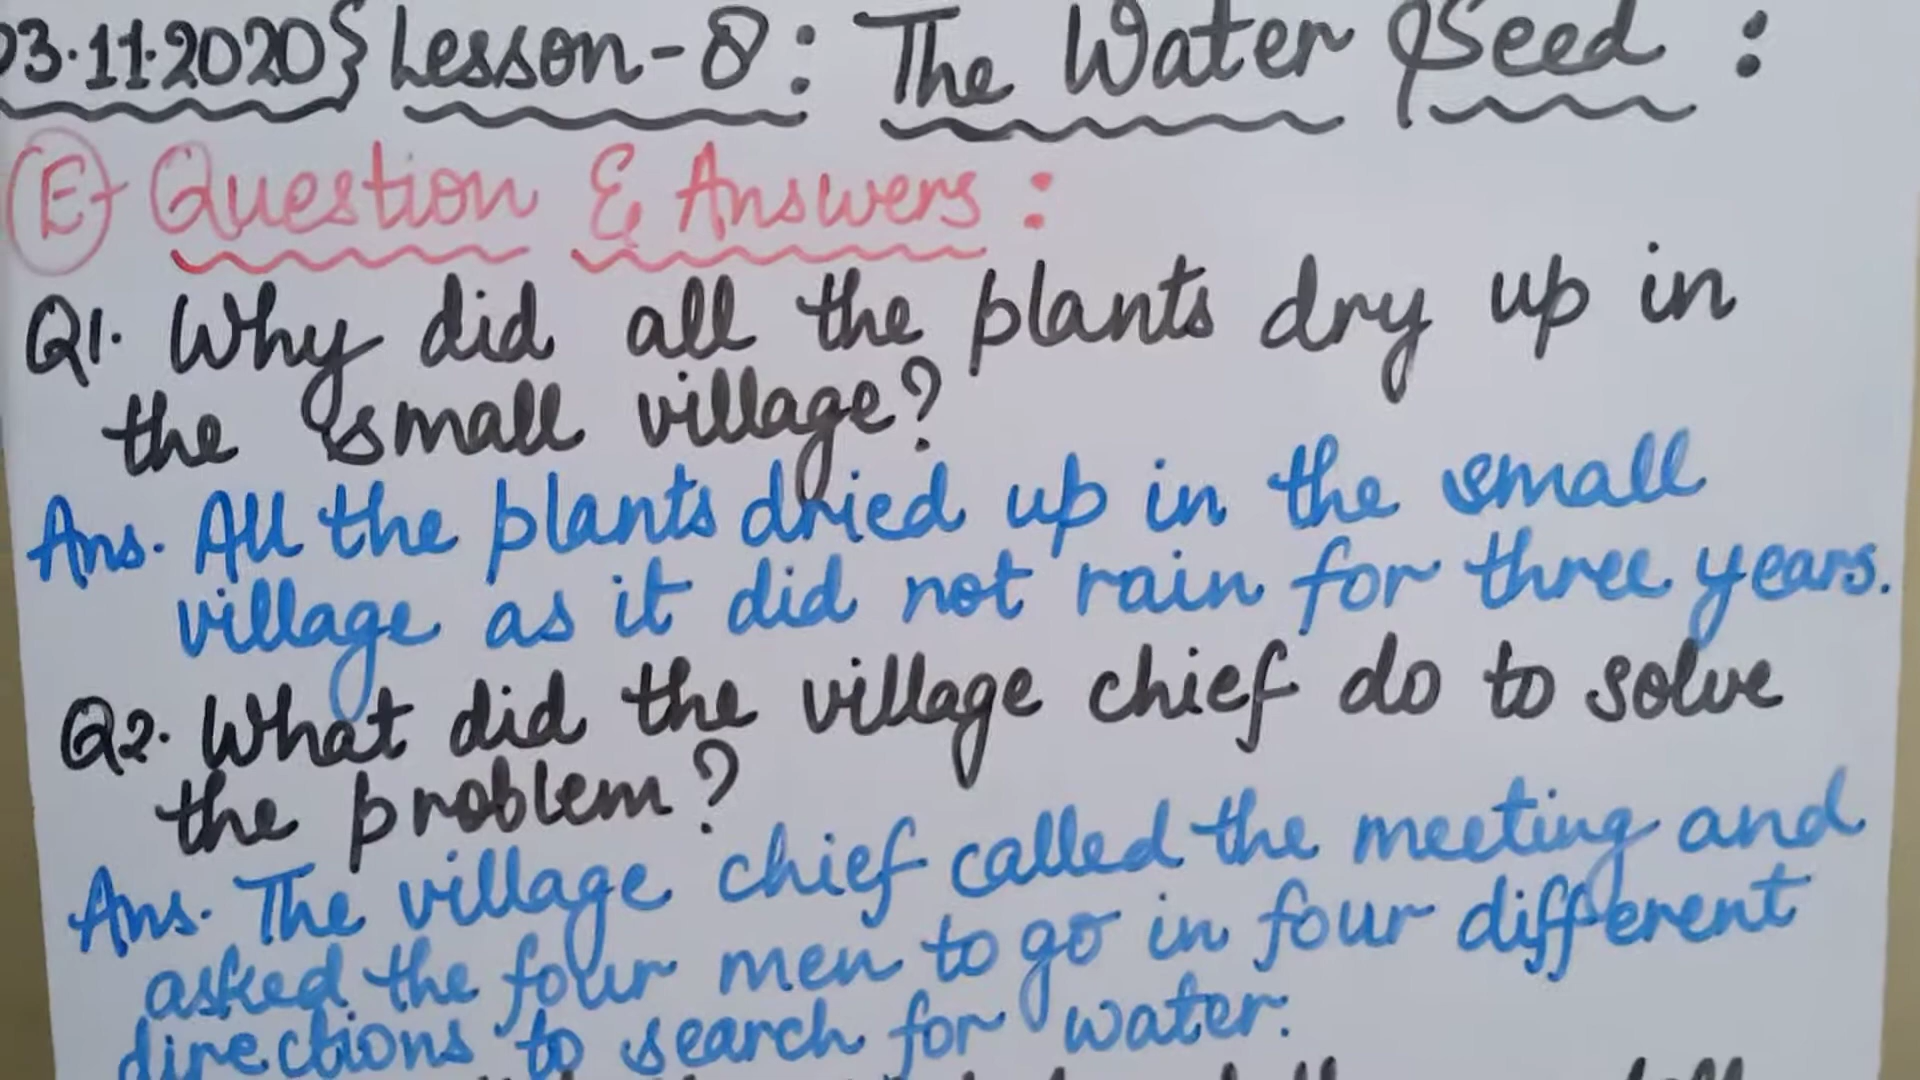 03.11.2020} Lesson-8: The Water Seed:
(E) Question & Answers:
Q1. Why did all the plants dry up in
the small village?
Ans. All the plants dried up in the small
village as it did not rain for three years.
Q2. What did the village chief do to solve
the problem?
Ans. The village chief called the meeting and
asked the four men to go in four different
directions to search for water.